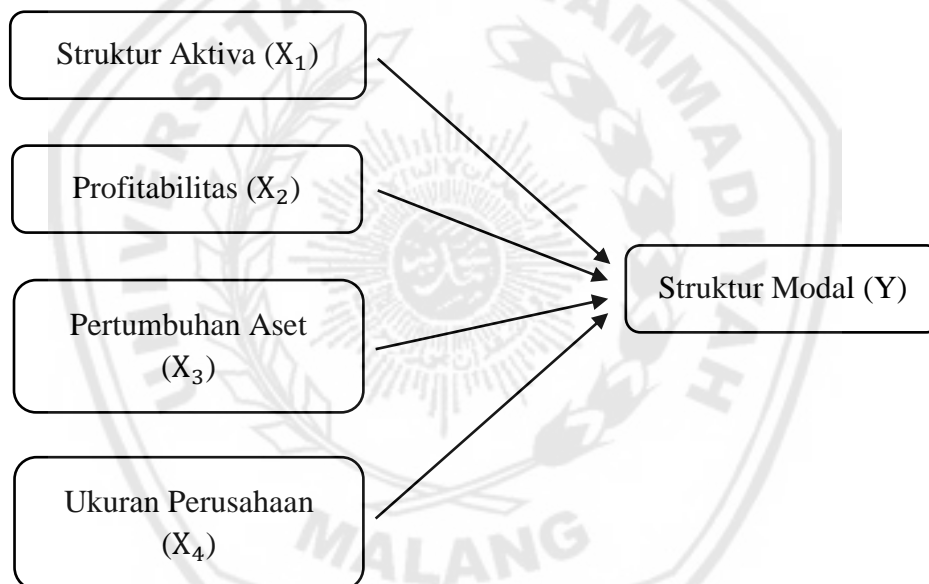 Struktur Aktiva (X₁)
Profitabilitas (X₂)
Pertumbuhan Aset
(X₃)
Ukuran Perusahaan
(X₄)
Struktur Modal (Y)
MALANG